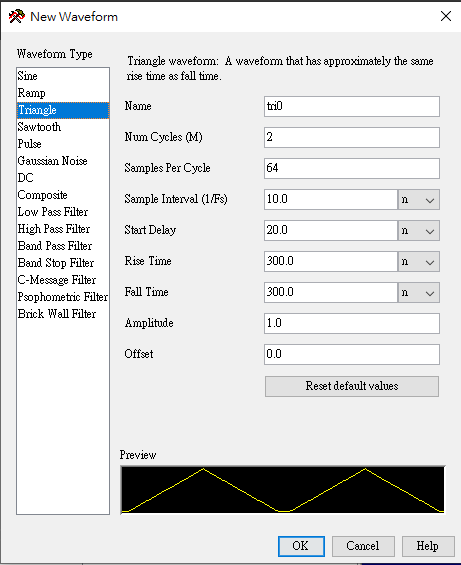 New Waveform
Waveform Type
Sine
Ramp
Triangle
Sawtooth
Pulse
Gaussian Noise
DC
Composite
Low Pass Filter
High Pass Filter
Band Pass Filter
Band Stop Filter
C-Message Filter
Psophometric Filter
Brick Wall Filter
Triangle waveform: A waveform that has approximately the same
rise time as fall time.
Name tri0
Num Cycles (M) 2
Samples Per Cycle 64
Sample Interval (1/Fs) 10.0 n
Start Delay 20.0 n
Rise Time 300.0 n
Fall Time 300.0 n
Amplitude 1.0
Offset 0.0
Reset default values
Preview
OK Cancel Help